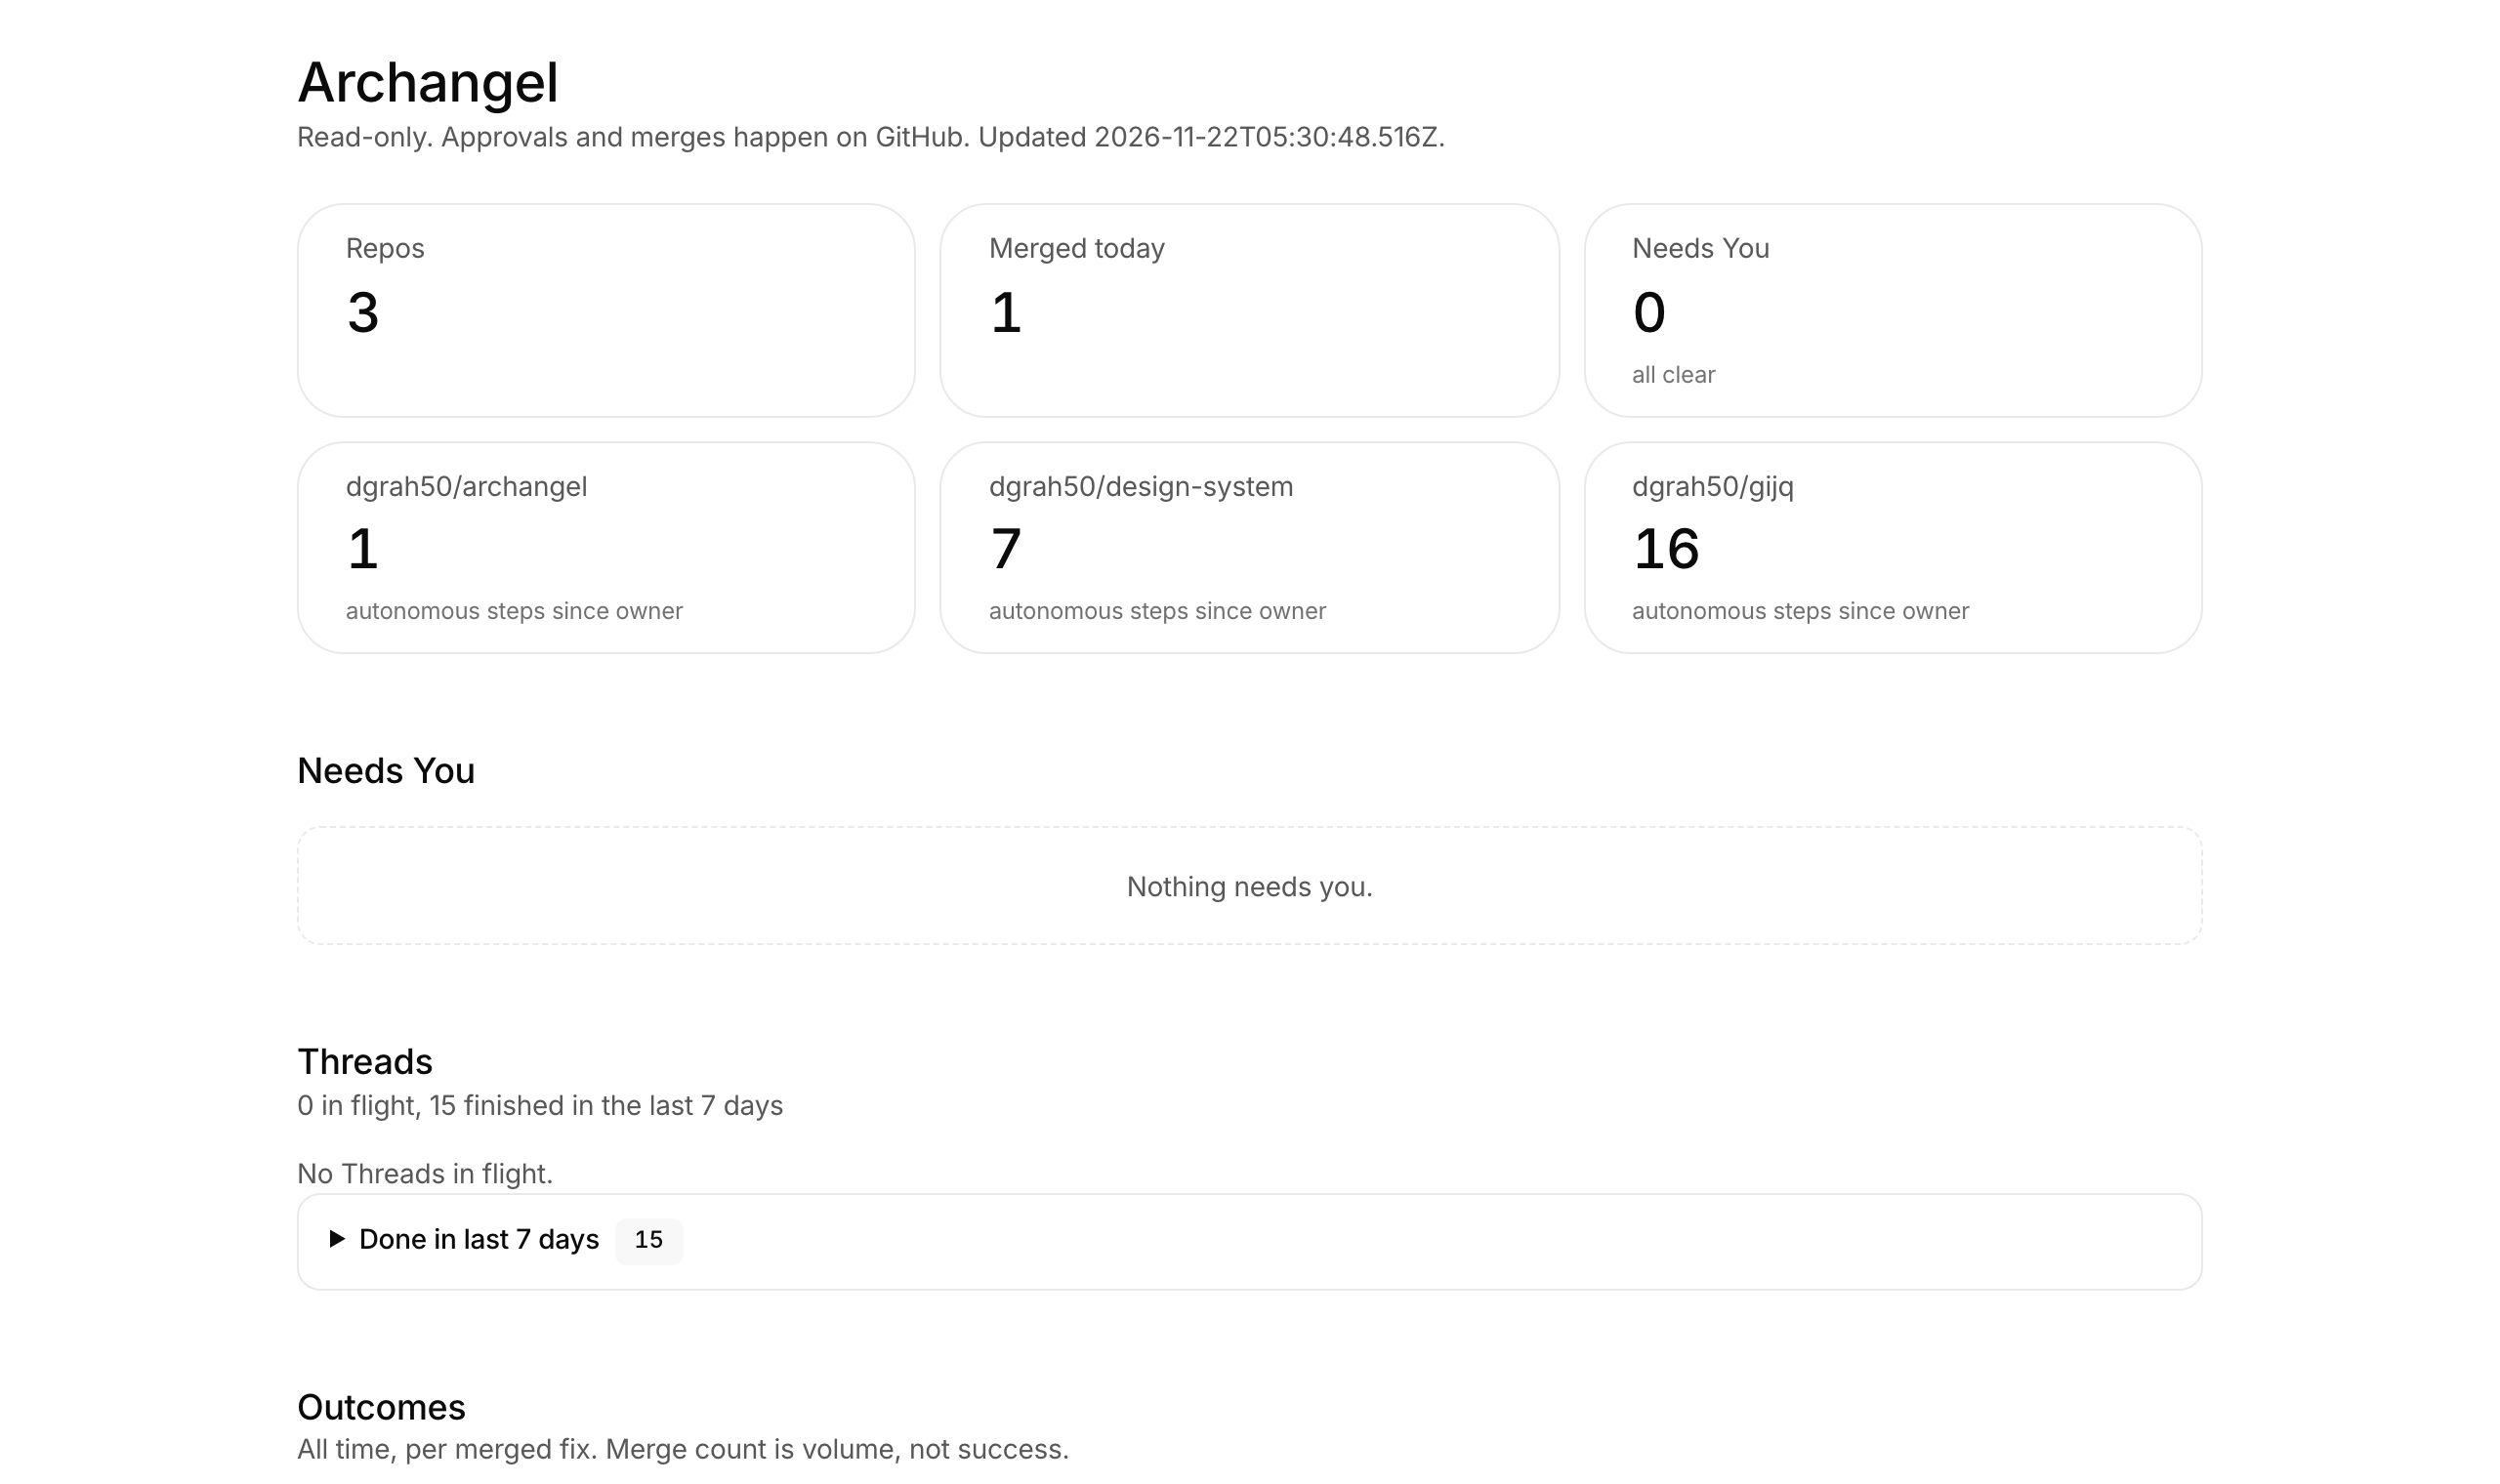 Archangel
Read-only. Approvals and merges happen on GitHub. Updated 2026-11-22T05:30:48.516Z.
Repos
3
Merged today
1
Needs You
0
all clear
dgrah50/archangel
1
autonomous steps since owner
dgrah50/design-system
7
autonomous steps since owner
dgrah50/gijq
16
autonomous steps since owner
Needs You
Nothing needs you.
Threads
0 in flight, 15 finished in the last 7 days
No Threads in flight.
Done in last 7 days 15
Outcomes
All time, per merged fix. Merge count is volume, not success.